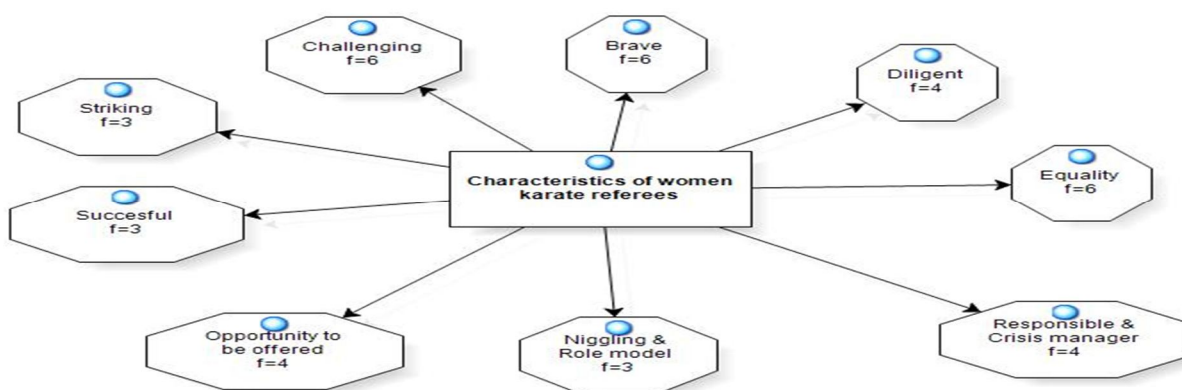 Challenging
f=6
Brave
f=6
Diligent
f=4
Striking
f=3
Characteristics of women
karate referees
Equality
f=6
Succesful
f=3
Opportunity to
be offered
f=4
Niggling &
Role model
f=3
Responsible &
Crisis manager
f=4